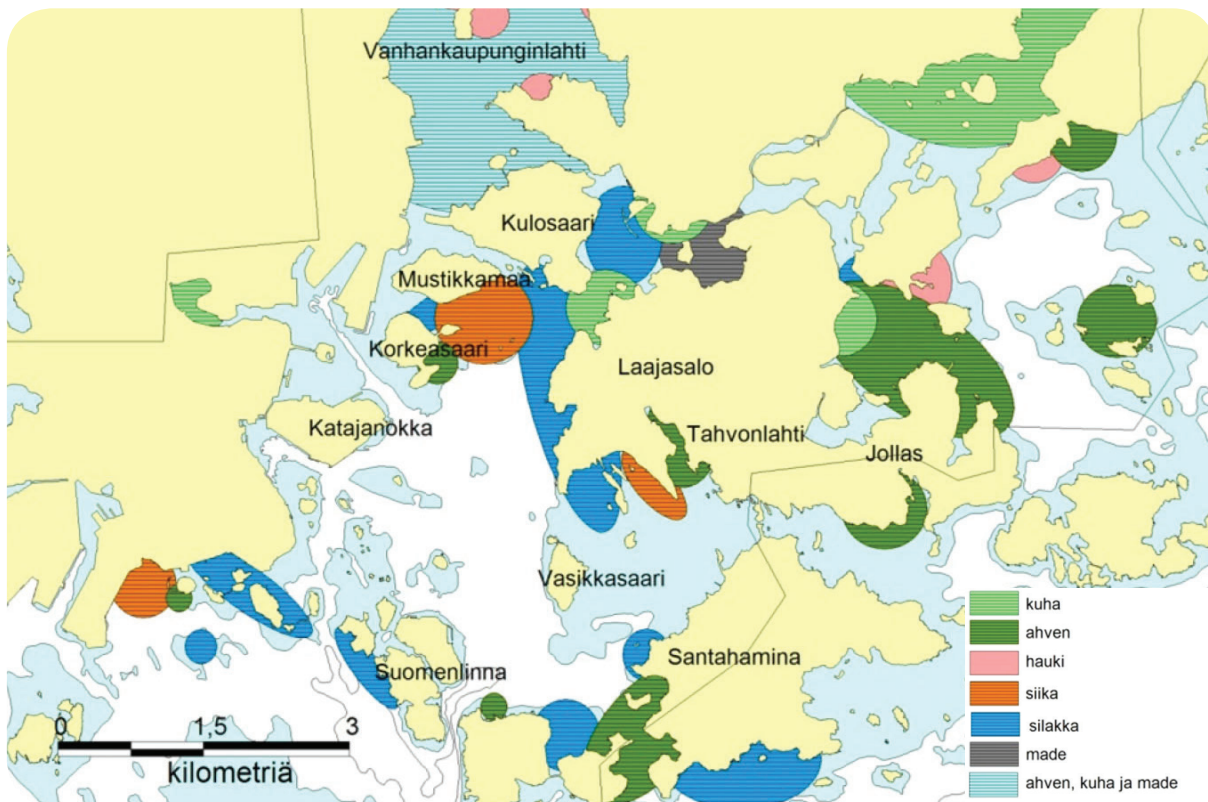 Vanhankaupunginlahti
Kulosaari
Mustikkamaa
Korkeasaari
Laajasalo
Katajanokka
Tahvonlahti
Jollas
Vasikkasaari
Santahamina
Suomenlinna
0 1,5 3
kilometriä
kuha
ahven
hauki
siika
silakka
made
ahven, kuha ja made